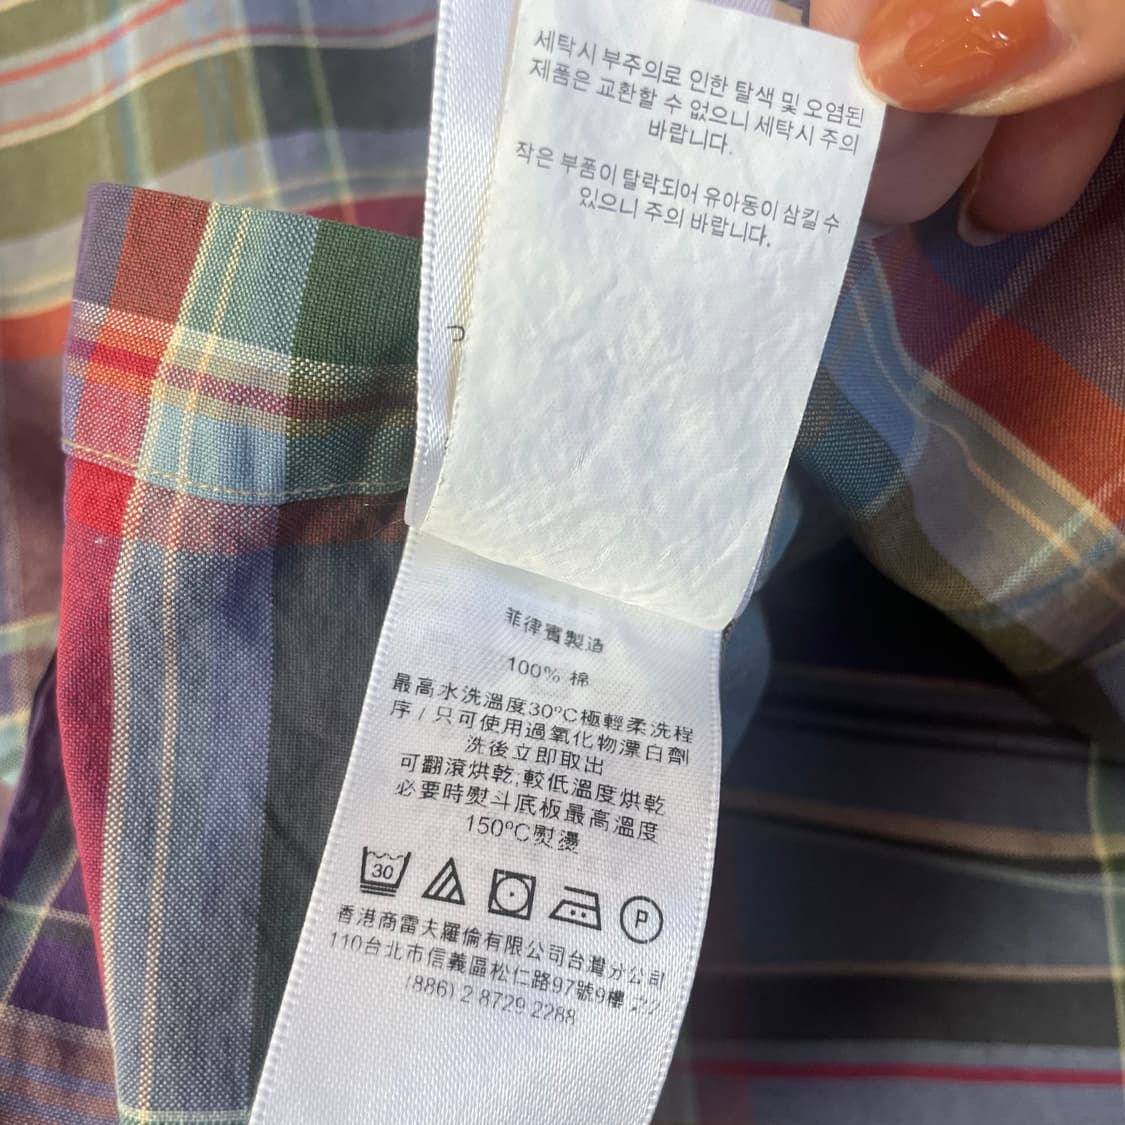 세탁시 부주의로 인한 탈색 및 오염된
제품은 교환할 수 없으니 세탁시 주의
바랍니다.
작은 부품이 탈락되어 유아동이 삼킬 수
있으니 주의 바랍니다.
菲律賓製造
100% 棉
最高水洗溫度30ºC極輕柔洗程
序 / 只可使用過氧化物漂白劑
洗後立即取出
可翻滾烘乾,較低溫度烘乾
必要時熨斗底板最高溫度
150ºC熨燙
30
P
香港商雷夫羅倫有限公司台灣分公司
110台北市信義區松仁路97號9樓
(886) 2 8729 2288